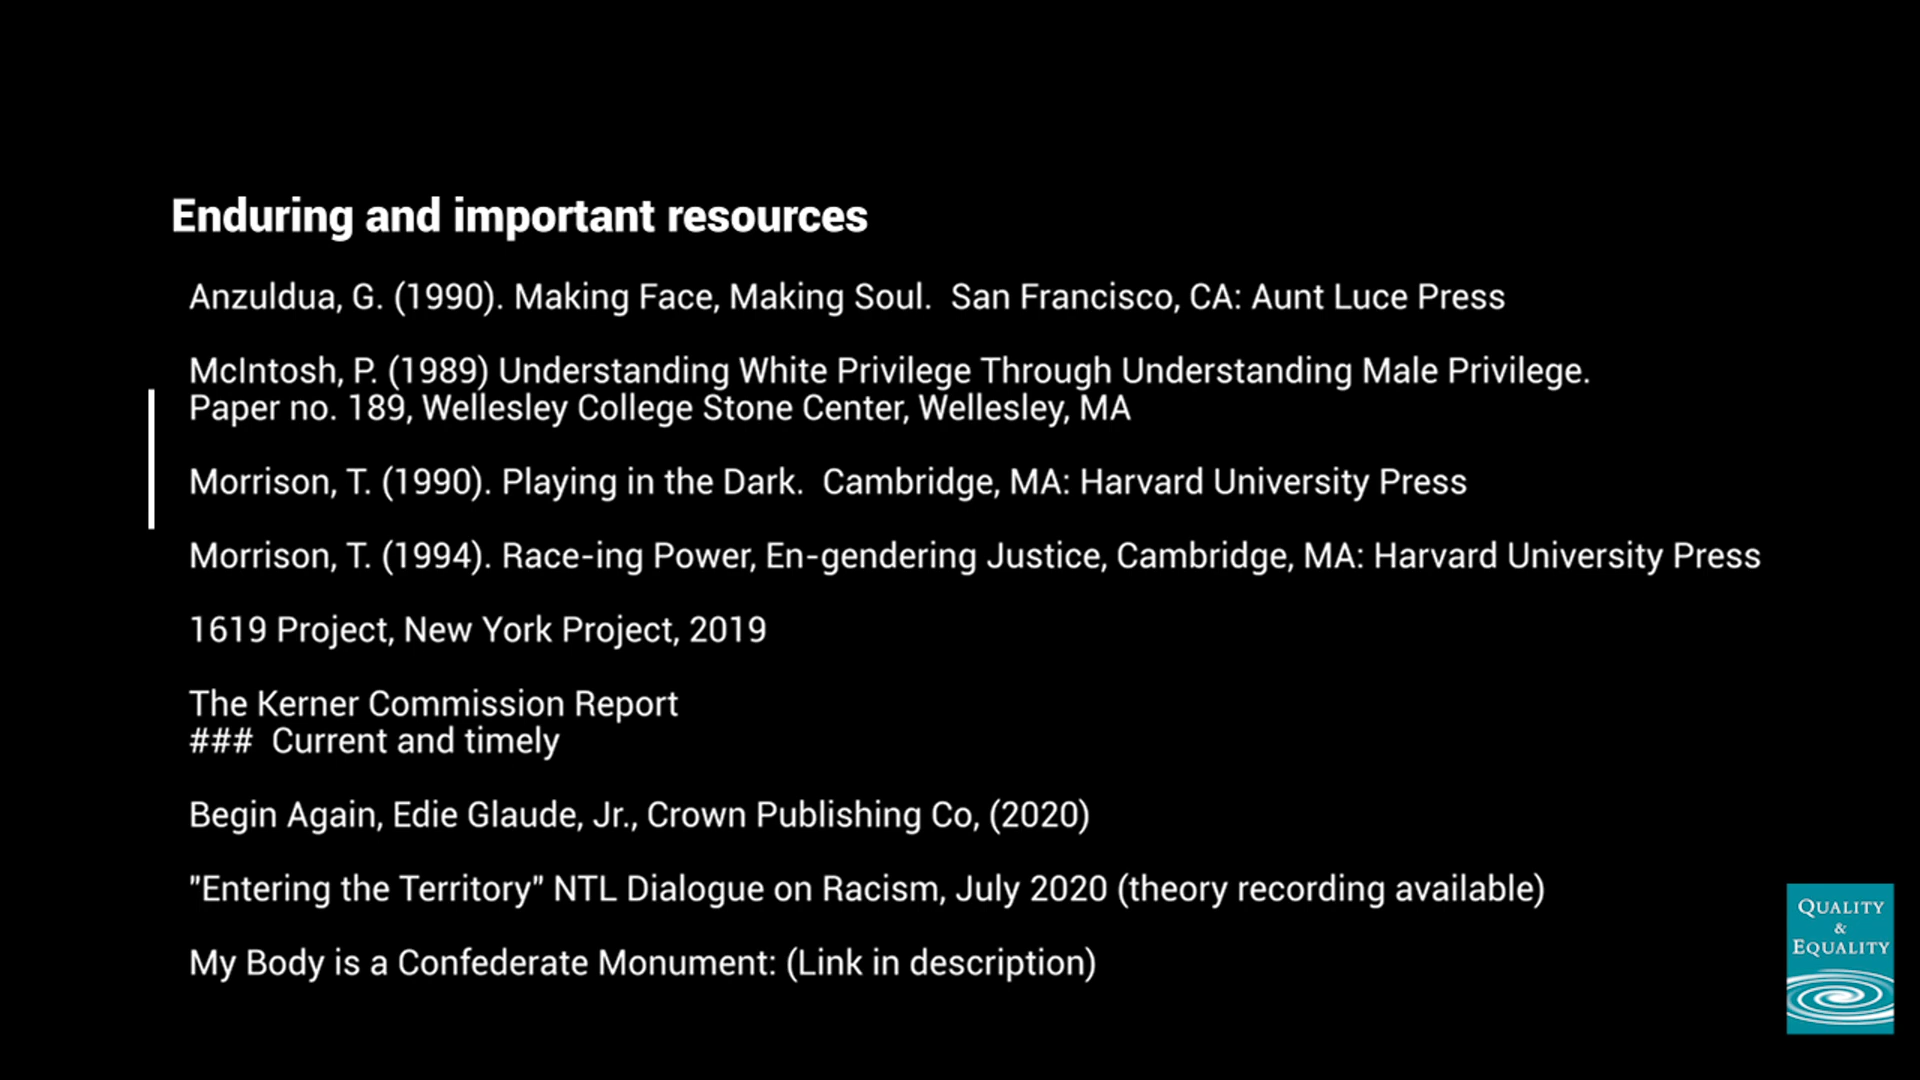 Enduring and important resources
Anzuldua, G. (1990). Making Face, Making Soul.  San Francisco, CA: Aunt Luce Press
McIntosh, P. (1989) Understanding White Privilege Through Understanding Male Privilege.
Paper no. 189, Wellesley College Stone Center, Wellesley, MA
Morrison, T. (1990). Playing in the Dark.  Cambridge, MA: Harvard University Press
Morrison, T. (1994). Race-ing Power, En-gendering Justice, Cambridge, MA: Harvard University Press
1619 Project, New York Project, 2019
The Kerner Commission Report
###  Current and timely
Begin Again, Edie Glaude, Jr., Crown Publishing Co, (2020)
"Entering the Territory" NTL Dialogue on Racism, July 2020 (theory recording available)
My Body is a Confederate Monument: (Link in description)
QUALITY
&
EQUALITY